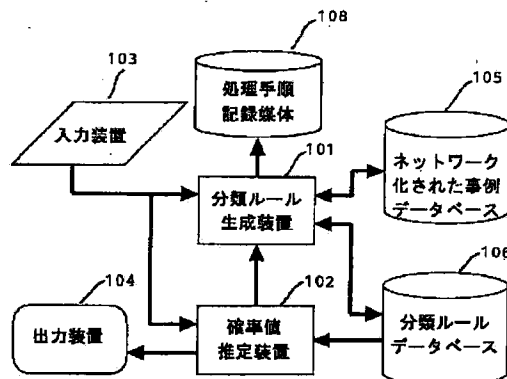 108
処理手順
記録媒体
103
入力装置
101
分類ルール
生成装置
105
ネットワーク
化された事例
データベース
106
分類ルール
データベース
102
確率値
推定装置
104
出力装置